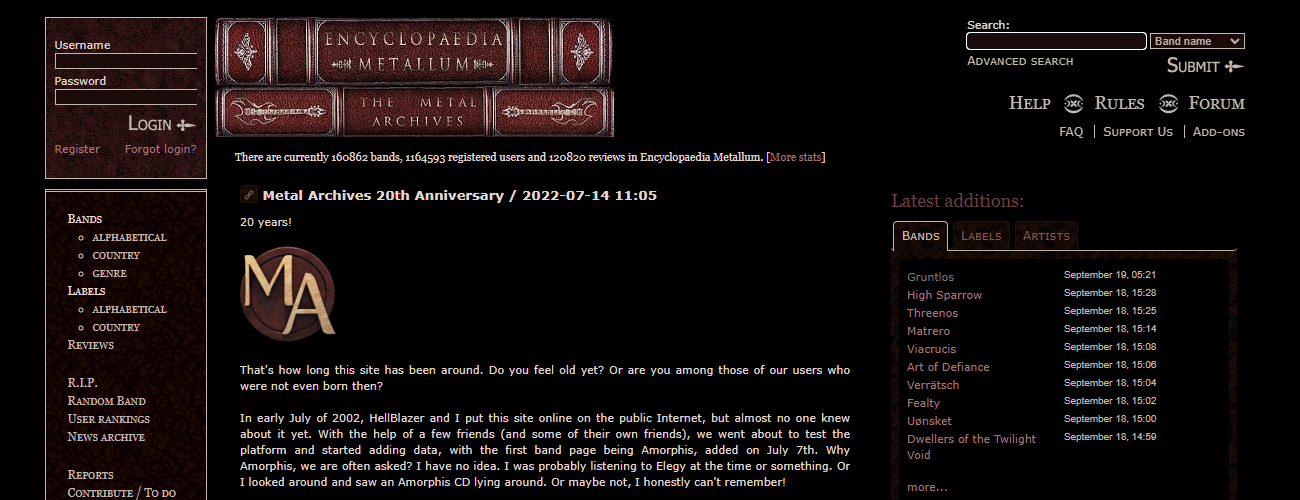 Username
Password
LOGIN
Register Forgot login?
ENCYCLOPAEDIA
METALLUM
THE METAL
ARCHIVES
Search:
Band name
ADVANCED SEARCH
SUBMIT
HELP RULES FORUM
FAQ | SUPPORT US | ADD-ONS
There are currently 160862 bands, 1164593 registered users and 120820 reviews in Encyclopaedia Metallum. [More stats]
BANDS
ALPHABETICAL
COUNTRY
GENRE
LABELS
ALPHABETICAL
COUNTRY
REVIEWS
R.I.P.
RANDOM BAND
USER RANKINGS
NEWS ARCHIVE
REPORTS
CONTRIBUTE / TO DO
Metal Archives 20th Anniversary / 2022-07-14 11:05
20 years!
MA
That's how long this site has been around. Do you feel old yet? Or are you among those of our users who
were not even born then?
In early July of 2002, HellBlazer and I put this site online on the public Internet, but almost no one knew
about it yet. With the help of a few friends (and some of their own friends), we went about to test the
platform and started adding data, with the first band page being Amorphis, added on July 7th. Why
Amorphis, we are often asked? I have no idea. I was probably listening to Elegy at the time or something. Or
I looked around and saw an Amorphis CD lying around. Or maybe not, I honestly can't remember!
Latest additions:
BANDS LABELS ARTISTS
Gruntlos September 19, 05:21
High Sparrow September 18, 15:28
Threenos September 18, 15:25
Matrero September 18, 15:14
Viacrucis September 18, 15:08
Art of Defiance September 18, 15:06
Verrätsch September 18, 15:04
Fealty September 18, 15:02
Uønsket September 18, 15:00
Dwellers of the Twilight September 18, 14:59
Void
more...